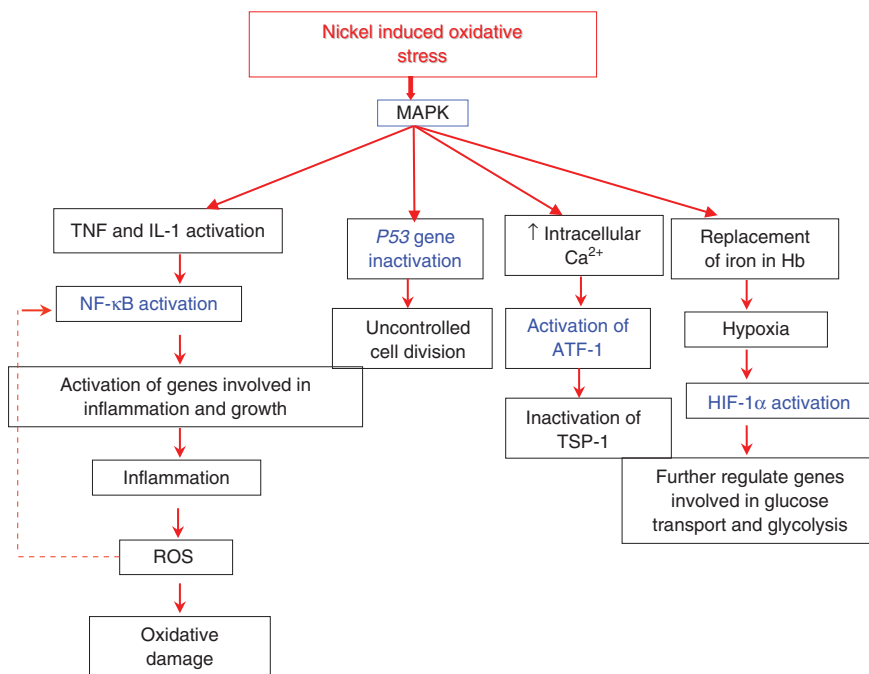 Nickel induced oxidative
stress
MAPK
TNF and IL-1 activation
NF-κB activation
Activation of genes involved in
inflammation and growth
Inflammation
ROS
Oxidative
damage
P53 gene
inactivation
Uncontrolled
cell division
↑ Intracellular
Ca²⁺
Activation of
ATF-1
Inactivation of
TSP-1
Replacement
of iron in Hb
Hypoxia
HIF-1α activation
Further regulate genes
involved in glucose
transport and glycolysis